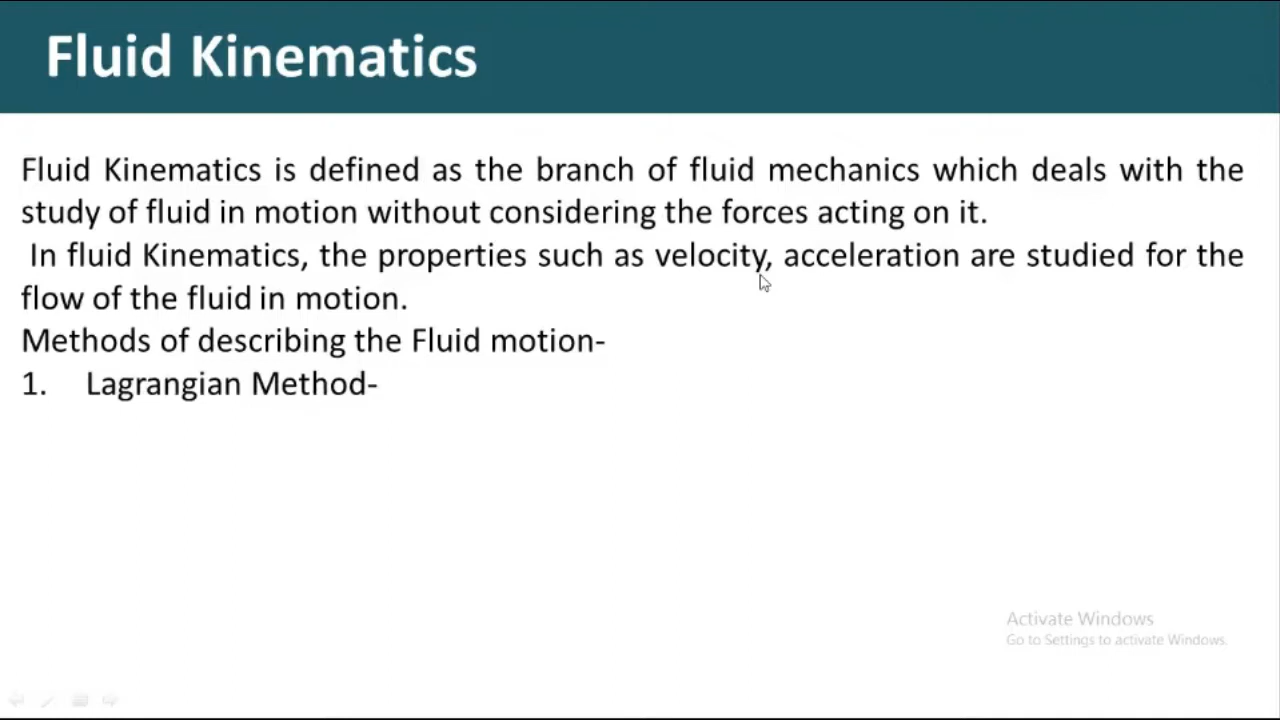 Fluid Kinematics
Fluid Kinematics is defined as the branch of fluid mechanics which deals with the
study of fluid in motion without considering the forces acting on it.
In fluid Kinematics, the properties such as velocity, acceleration are studied for the
flow of the fluid in motion.
Methods of describing the Fluid motion-
1. Lagrangian Method-
Activate Windows
Go to Settings to activate Windows.